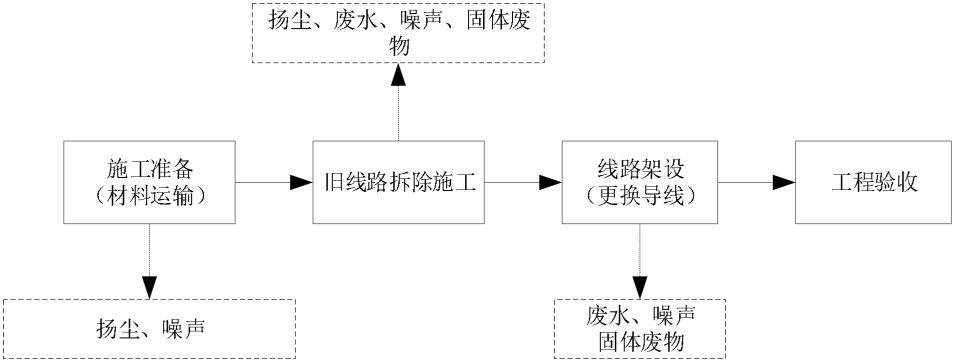 扬尘、废水、噪声、固体废
物
施工准备
（材料运输）
旧线路拆除施工
线路架设
（更换导线）
工程验收
扬尘、噪声
废水、噪声
固体废物